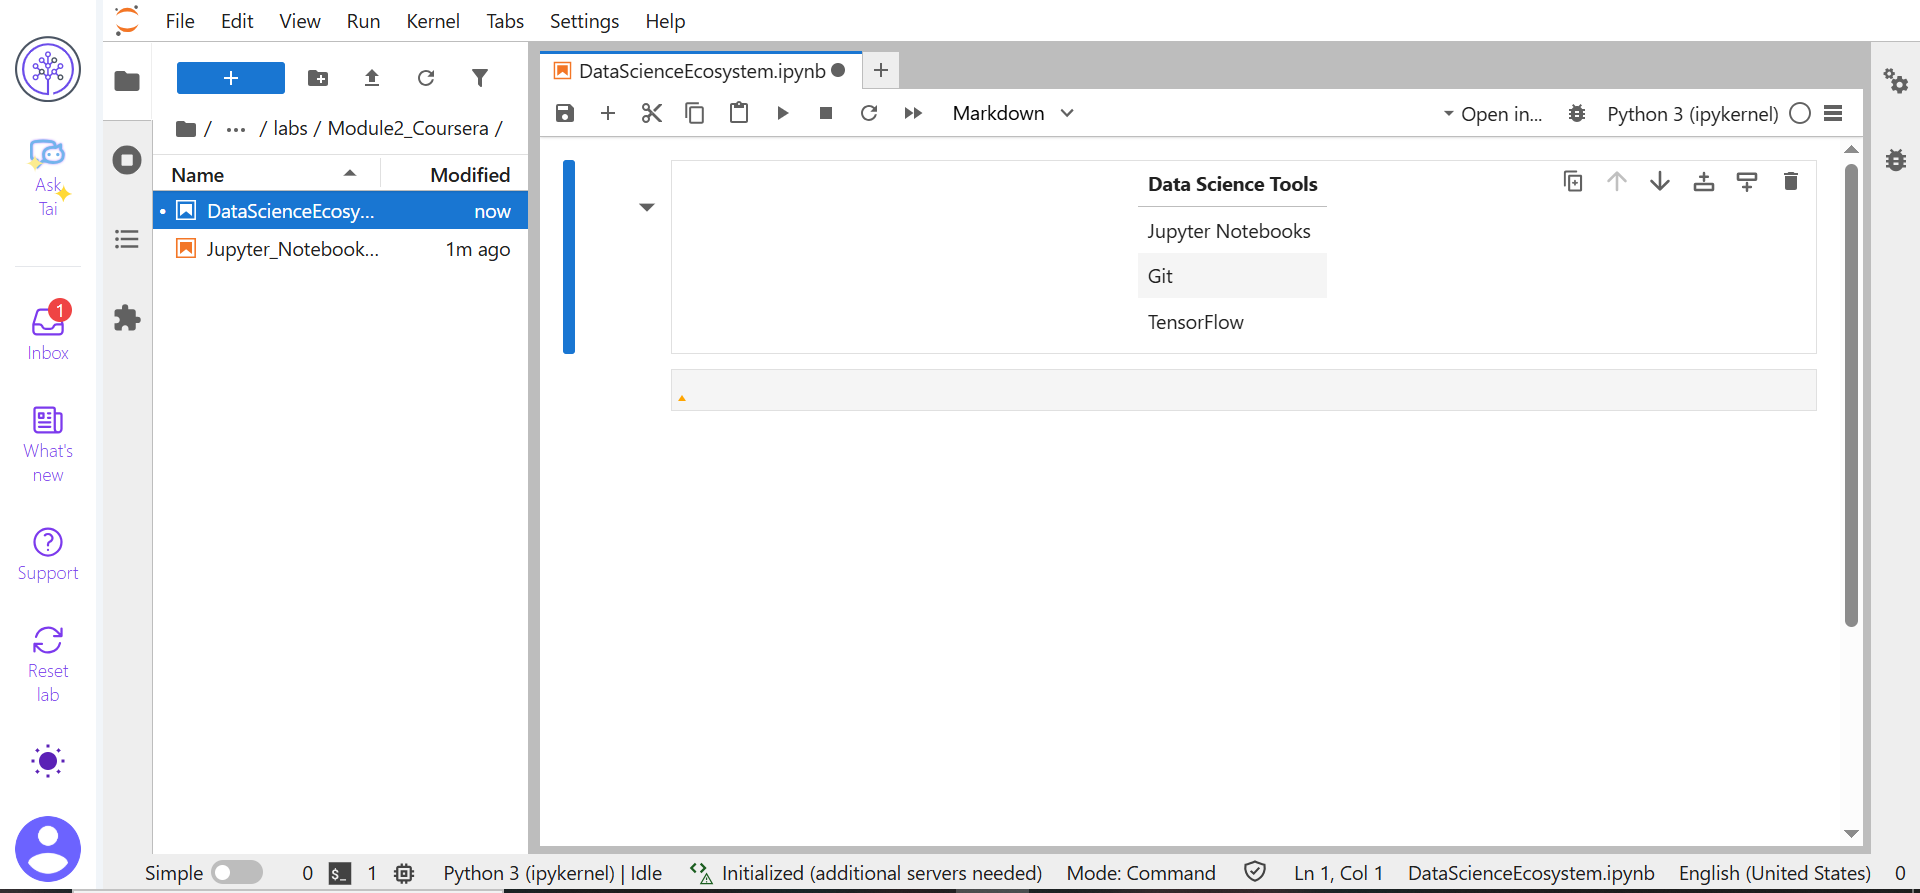 File Edit View Run Kernel Tabs Settings Help
Ask
Tai
1
Inbox
What's
new
Support
Reset
lab
+
/ ... / labs / Module2_Coursera /
Name Modified
• DataScienceEcosy... now
Jupyter_Notebook... 1m ago
DataScienceEcosystem.ipynb
Markdown
Open in...
Python 3 (ipykernel)
Data Science Tools
Jupyter Notebooks
Git
TensorFlow
Simple 0 $_ 1 Python 3 (ipykernel) | Idle Initialized (additional servers needed) Mode: Command Ln 1, Col 1 DataScienceEcosystem.ipynb English (United States) 0